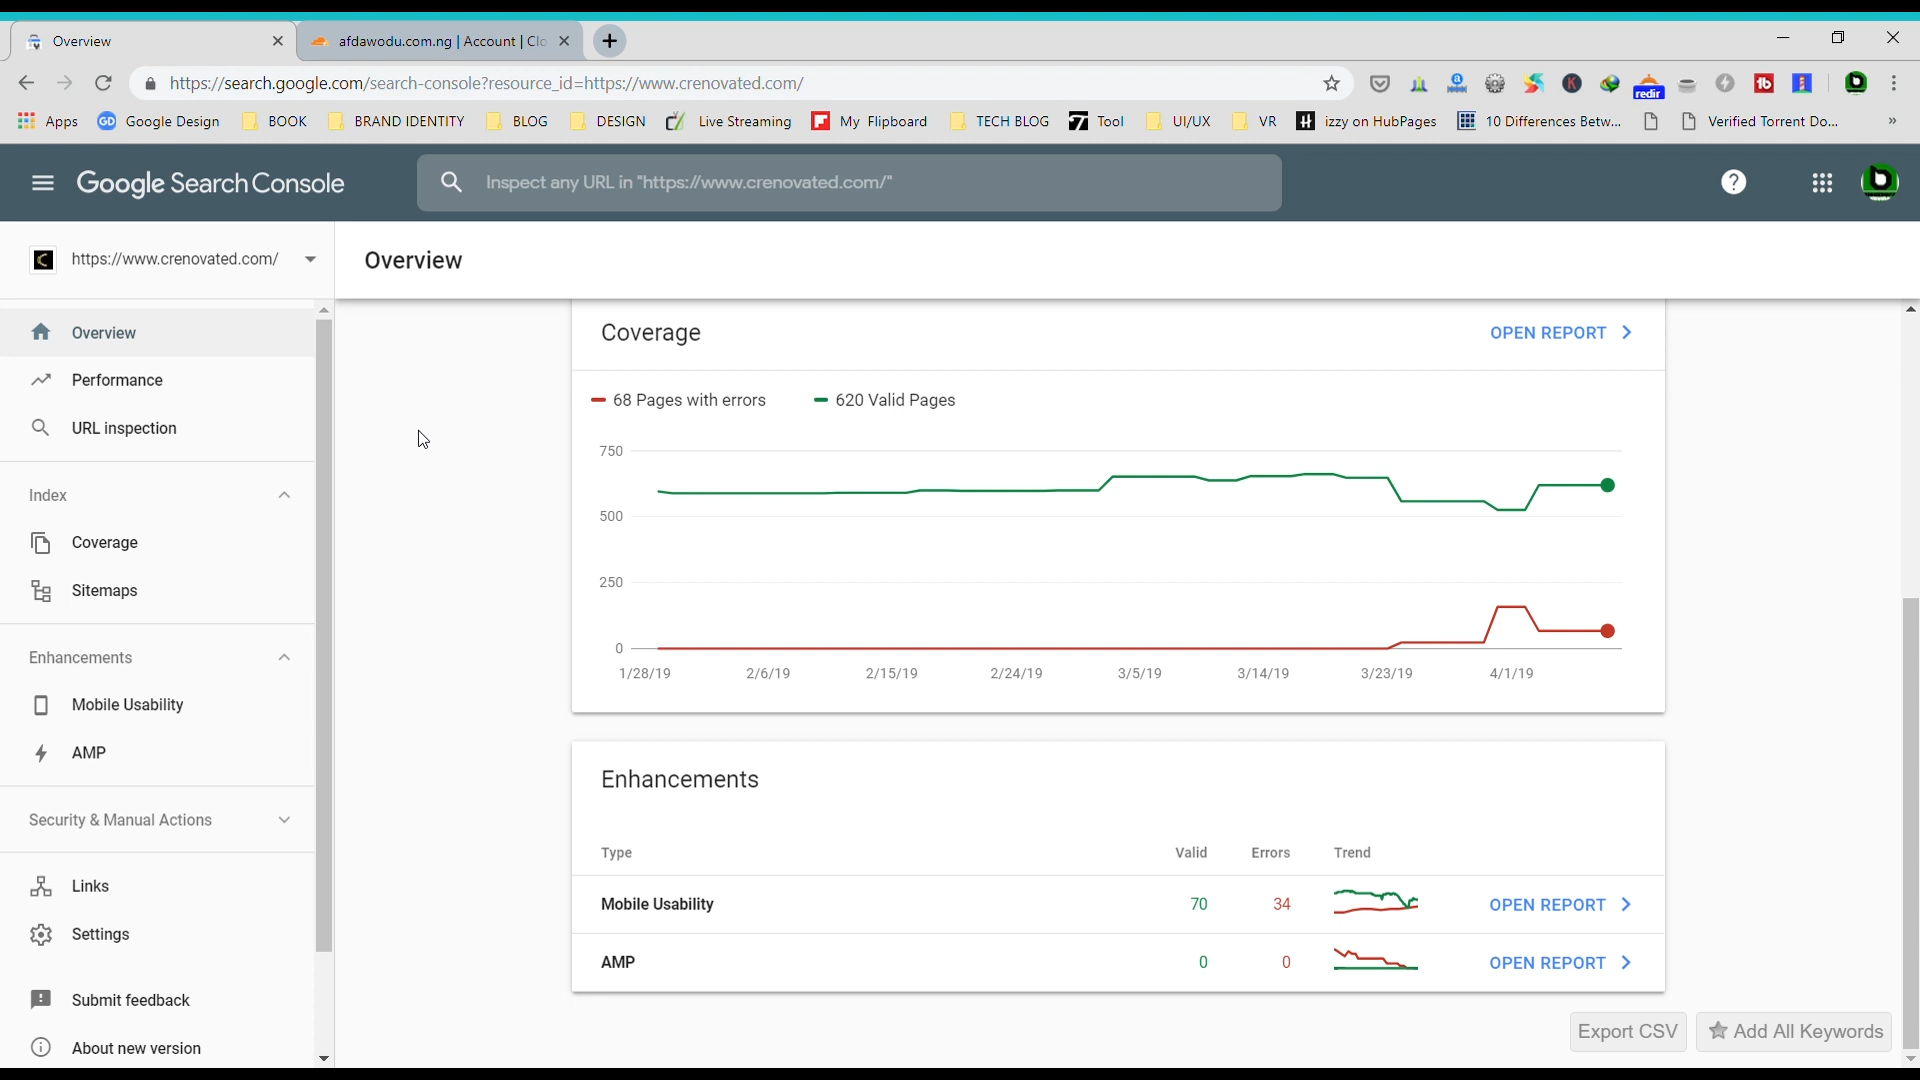 Overview
afdawodu.com.ng | Account | Clo
https://search.google.com/search-console?resource_id=https://www.crenovated.com/
redir
Apps
GD Google Design
BOOK
BRAND IDENTITY
BLOG
DESIGN
Live Streaming
My Flipboard
TECH BLOG
Tool
UI/UX
VR
izzy on HubPages
10 Differences Betw...
Verified Torrent Do...
»
Google Search Console
Inspect any URL in "https://www.crenovated.com/"
https://www.crenovated.com/
Overview
Overview
Performance
URL inspection
Index
Coverage
Sitemaps
Enhancements
Mobile Usability
AMP
Security & Manual Actions
Links
Settings
Submit feedback
About new version
Coverage
OPEN REPORT
68 Pages with errors
620 Valid Pages
750
500
250
0
1/28/19 2/6/19 2/15/19 2/24/19 3/5/19 3/14/19 3/23/19 4/1/19
Enhancements
Type Valid Errors Trend
Mobile Usability 70 34 OPEN REPORT
AMP 0 0 OPEN REPORT
Export CSV
Add All Keywords